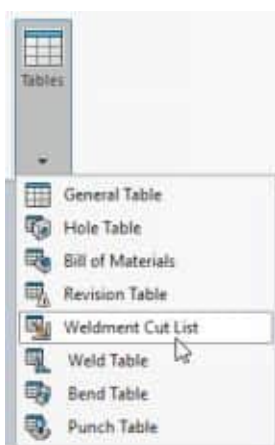 Tables
General Table
Hole Table
Bill of Materials
Revision Table
Weldment Cut List
Weld Table
Bend Table
Punch Table